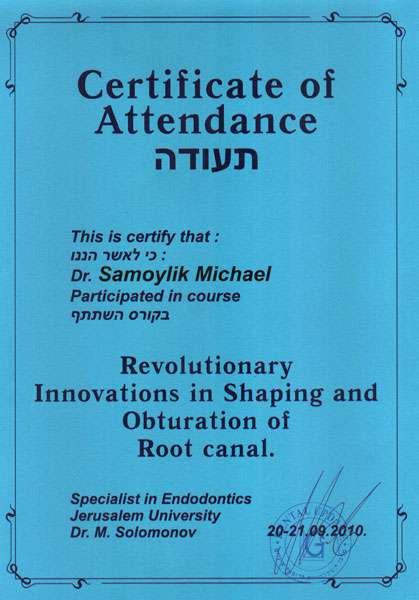 Certificate of
Attendance
תעודה
This is certify that :
כי לאשר הננו :
Dr. Samoylik Michael
Participated in course
בקורס השתתף
Revolutionary
Innovations in Shaping and
Obturation of
Root canal.
Specialist in Endodontics
Jerusalem University
Dr. M. Solomonov
20-21.09.2010.